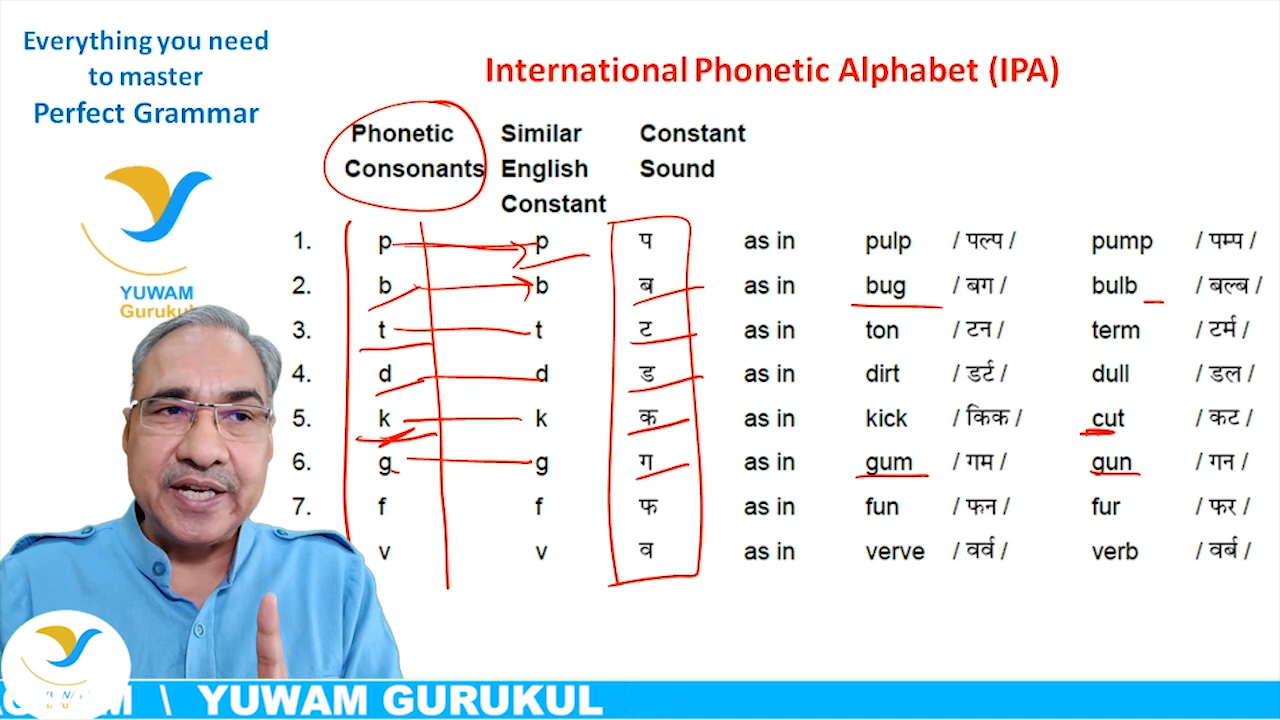 Everything you need
to master
Perfect Grammar
International Phonetic Alphabet (IPA)
Phonetic Consonants
Similar English Constant
Constant Sound
1. p p प as in pulp / पल्प / pump / पम्प /
2. b b ब as in bug / बग / bulb / बल्ब /
3. t t ट as in ton / टन / term / टर्म /
4. d d ड as in dirt / डर्ट / dull / डल /
5. k k क as in kick / किक / cut / कट /
6. g g ग as in gum / गम / gun / गन /
7. f f फ as in fun / फन / fur / फर /
v v व as in verve / वर्व / verb / वर्ब /
YUWAM
Gurukul
\ YUWAM GURUKUL